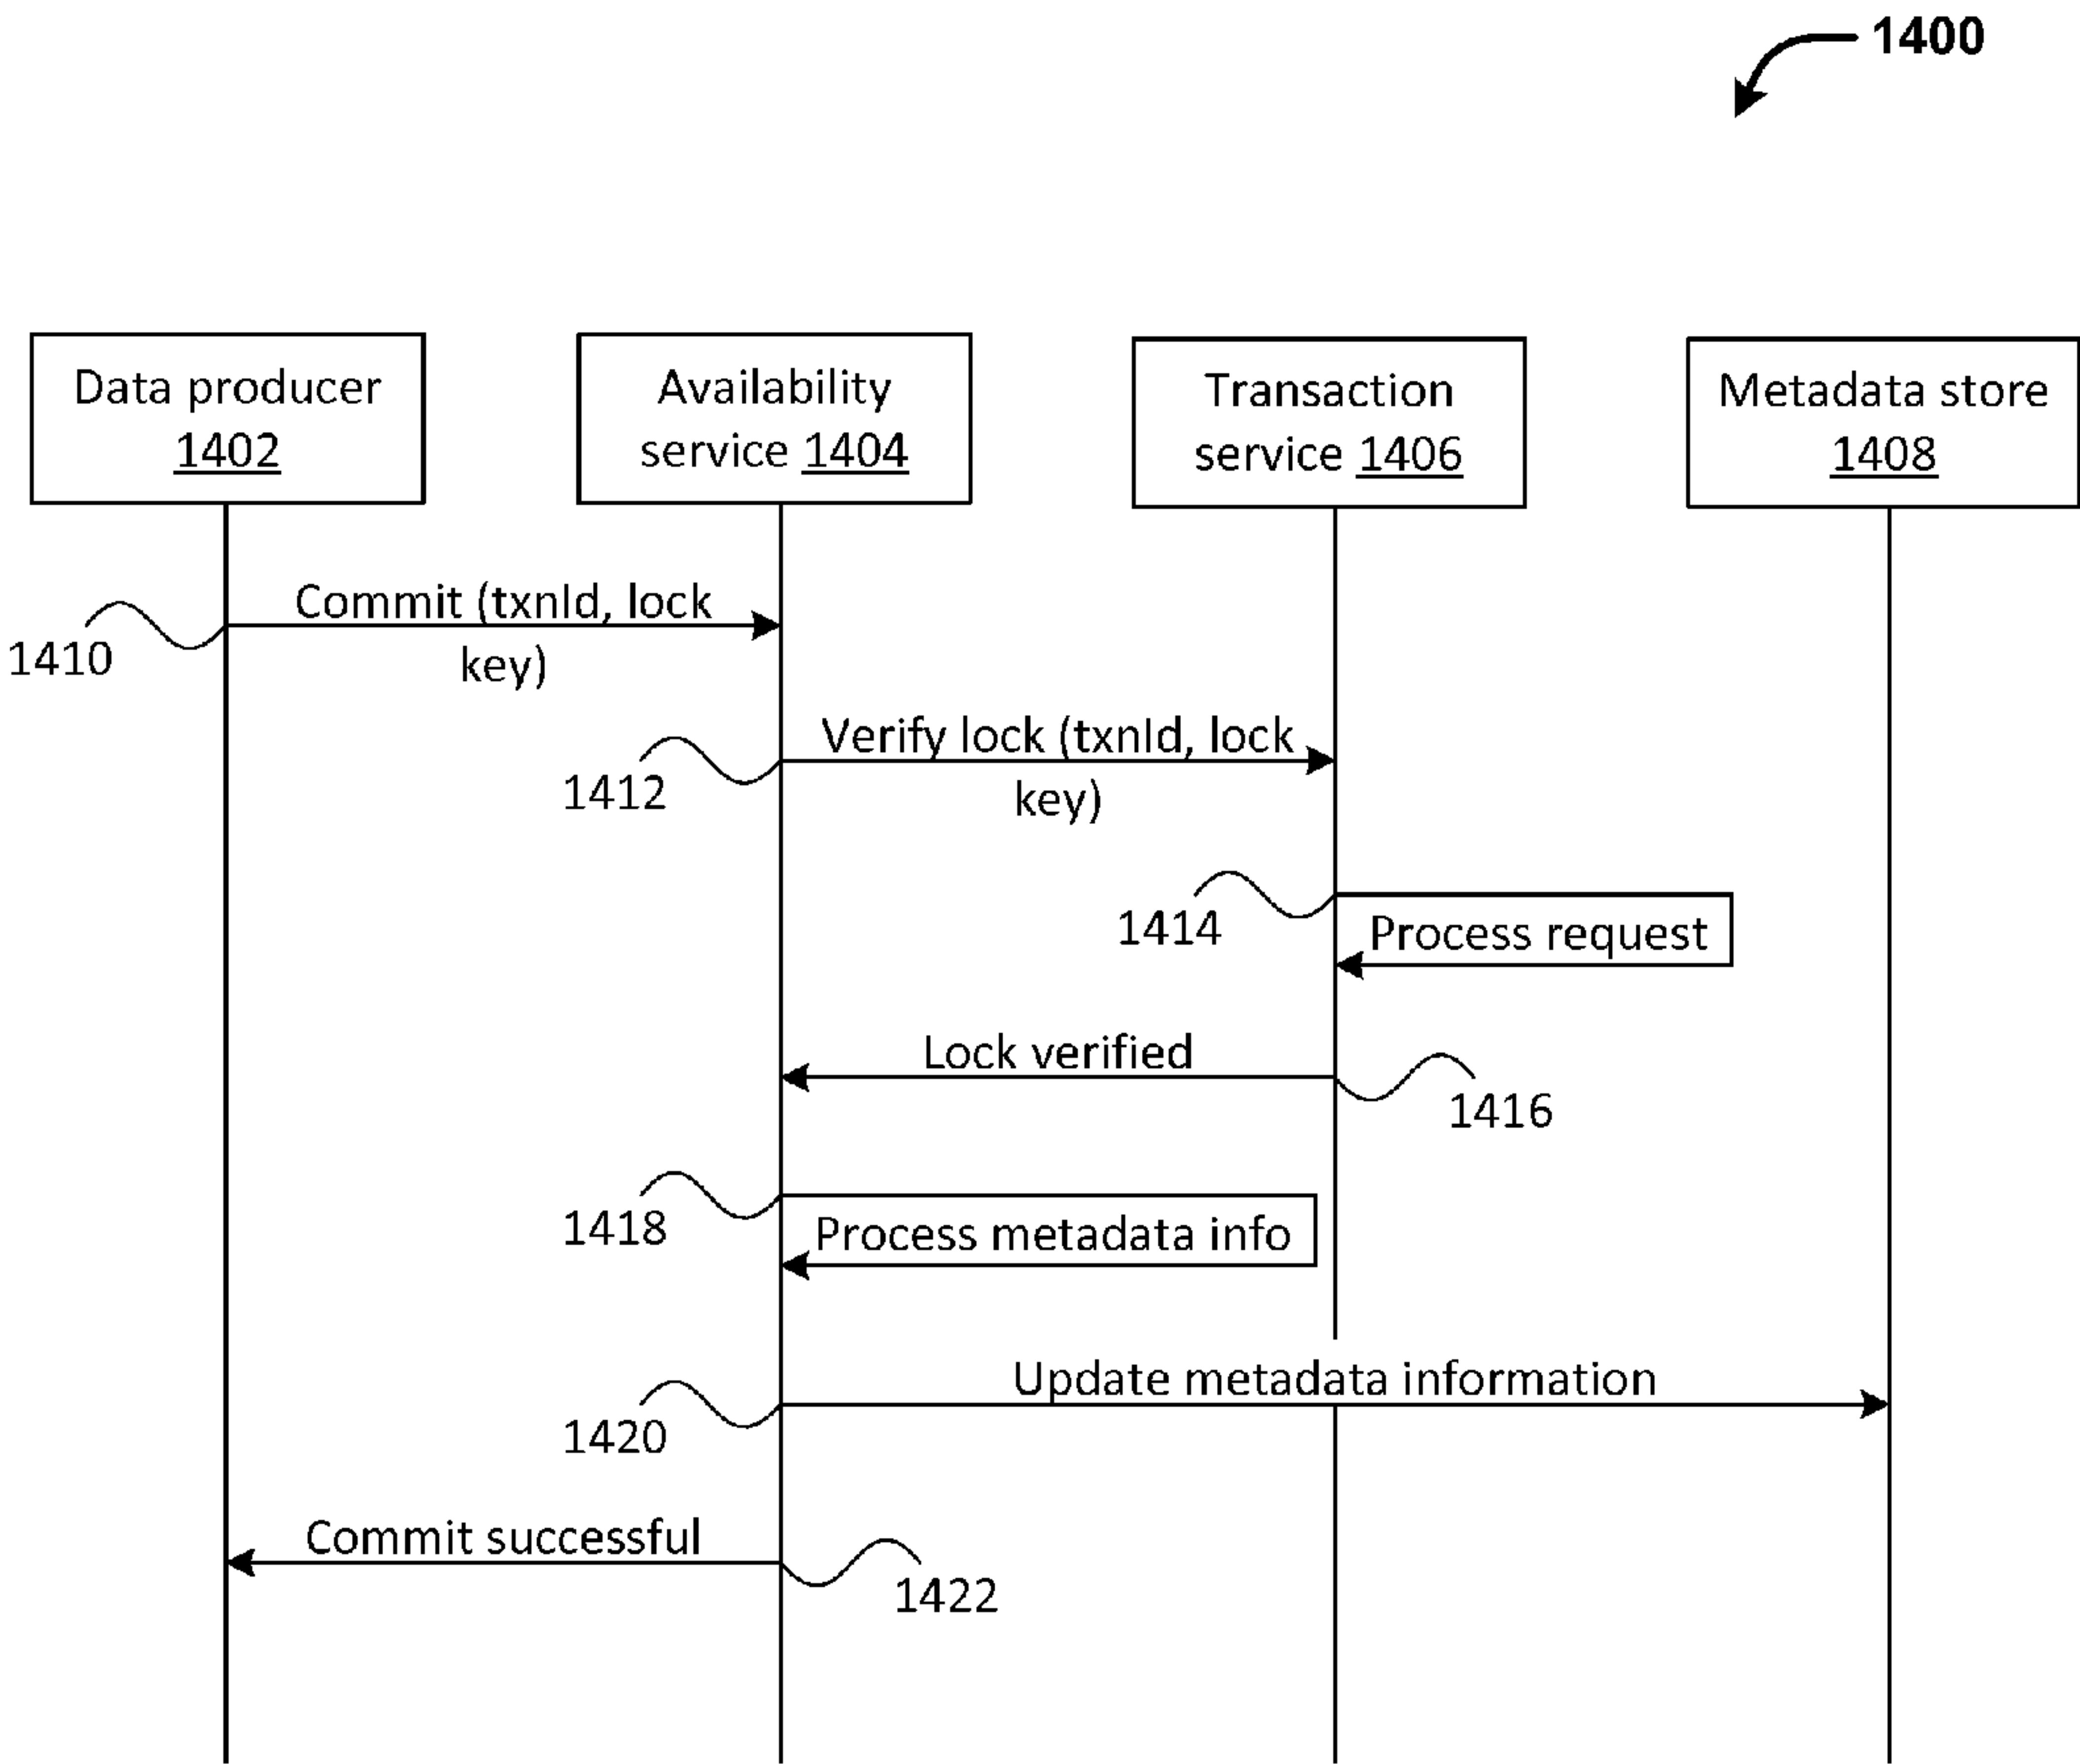 1400
Data producer
1402
Availability
service 1404
Transaction
service 1406
Metadata store
1408
Commit (txnId, lock
key)
1410
Verify lock (txnId, lock
key)
1412
1414
Process request
Lock verified
1416
1418
Process metadata info
Update metadata information
1420
Commit successful
1422